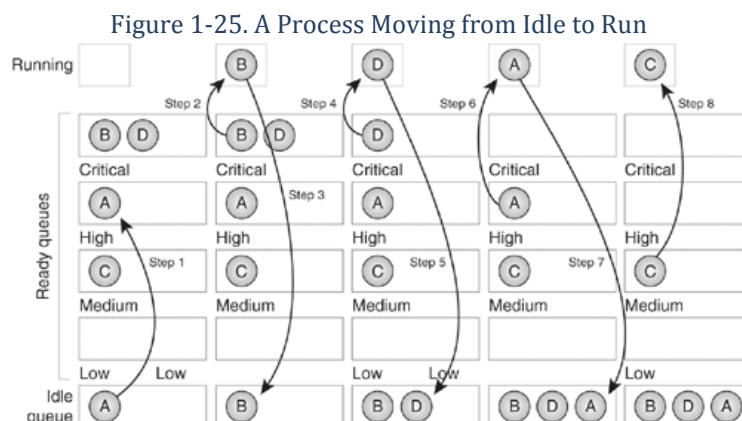 Figure 1-25. A Process Moving from Idle to Run
Running B D A C
Step 2 Step 4 Step 6 Step 8
B D B D D
Critical Critical Critical Critical Critical
Step 3
A A A A
High High High High High
Step 1 Step 5 Step 7
C C C C C
Medium Medium Medium Medium Medium
Low Low Low Low Low
Ready queues
Idle
queue
A B B D B D A B D A